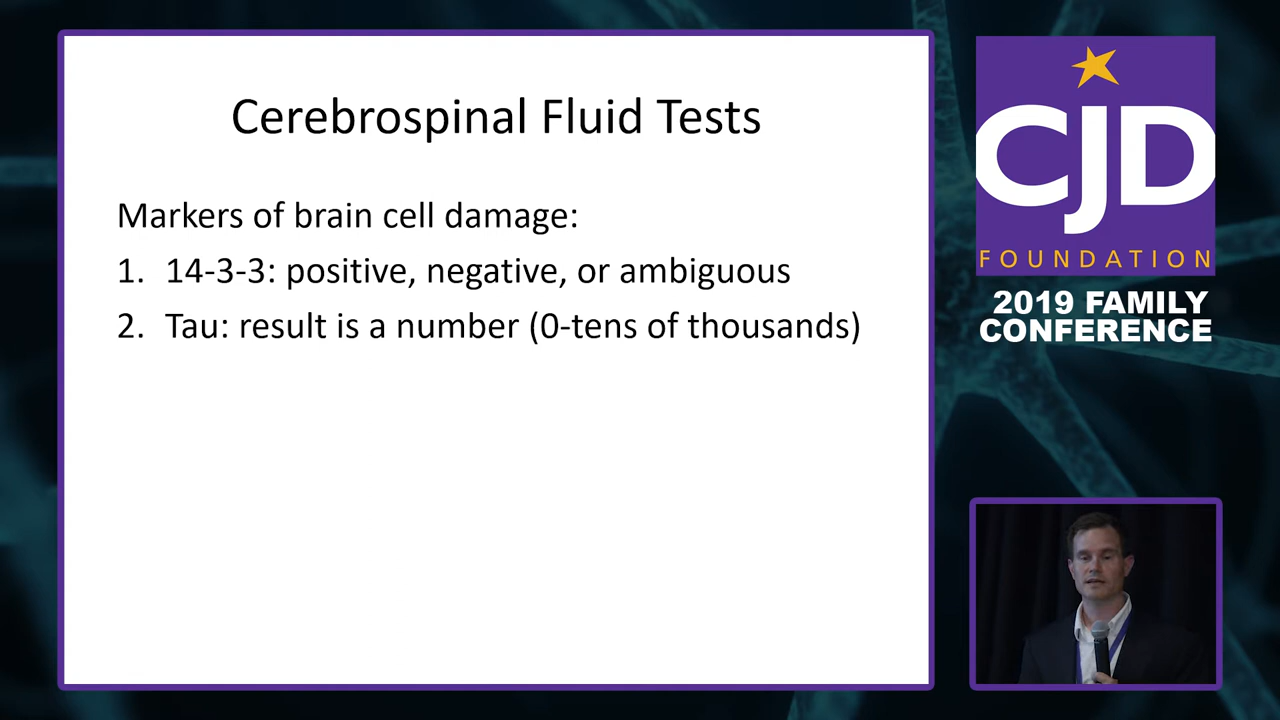 Cerebrospinal Fluid Tests
Markers of brain cell damage:
1. 14-3-3: positive, negative, or ambiguous
2. Tau: result is a number (0-tens of thousands)
CJD
FOUNDATION
2019 FAMILY
CONFERENCE